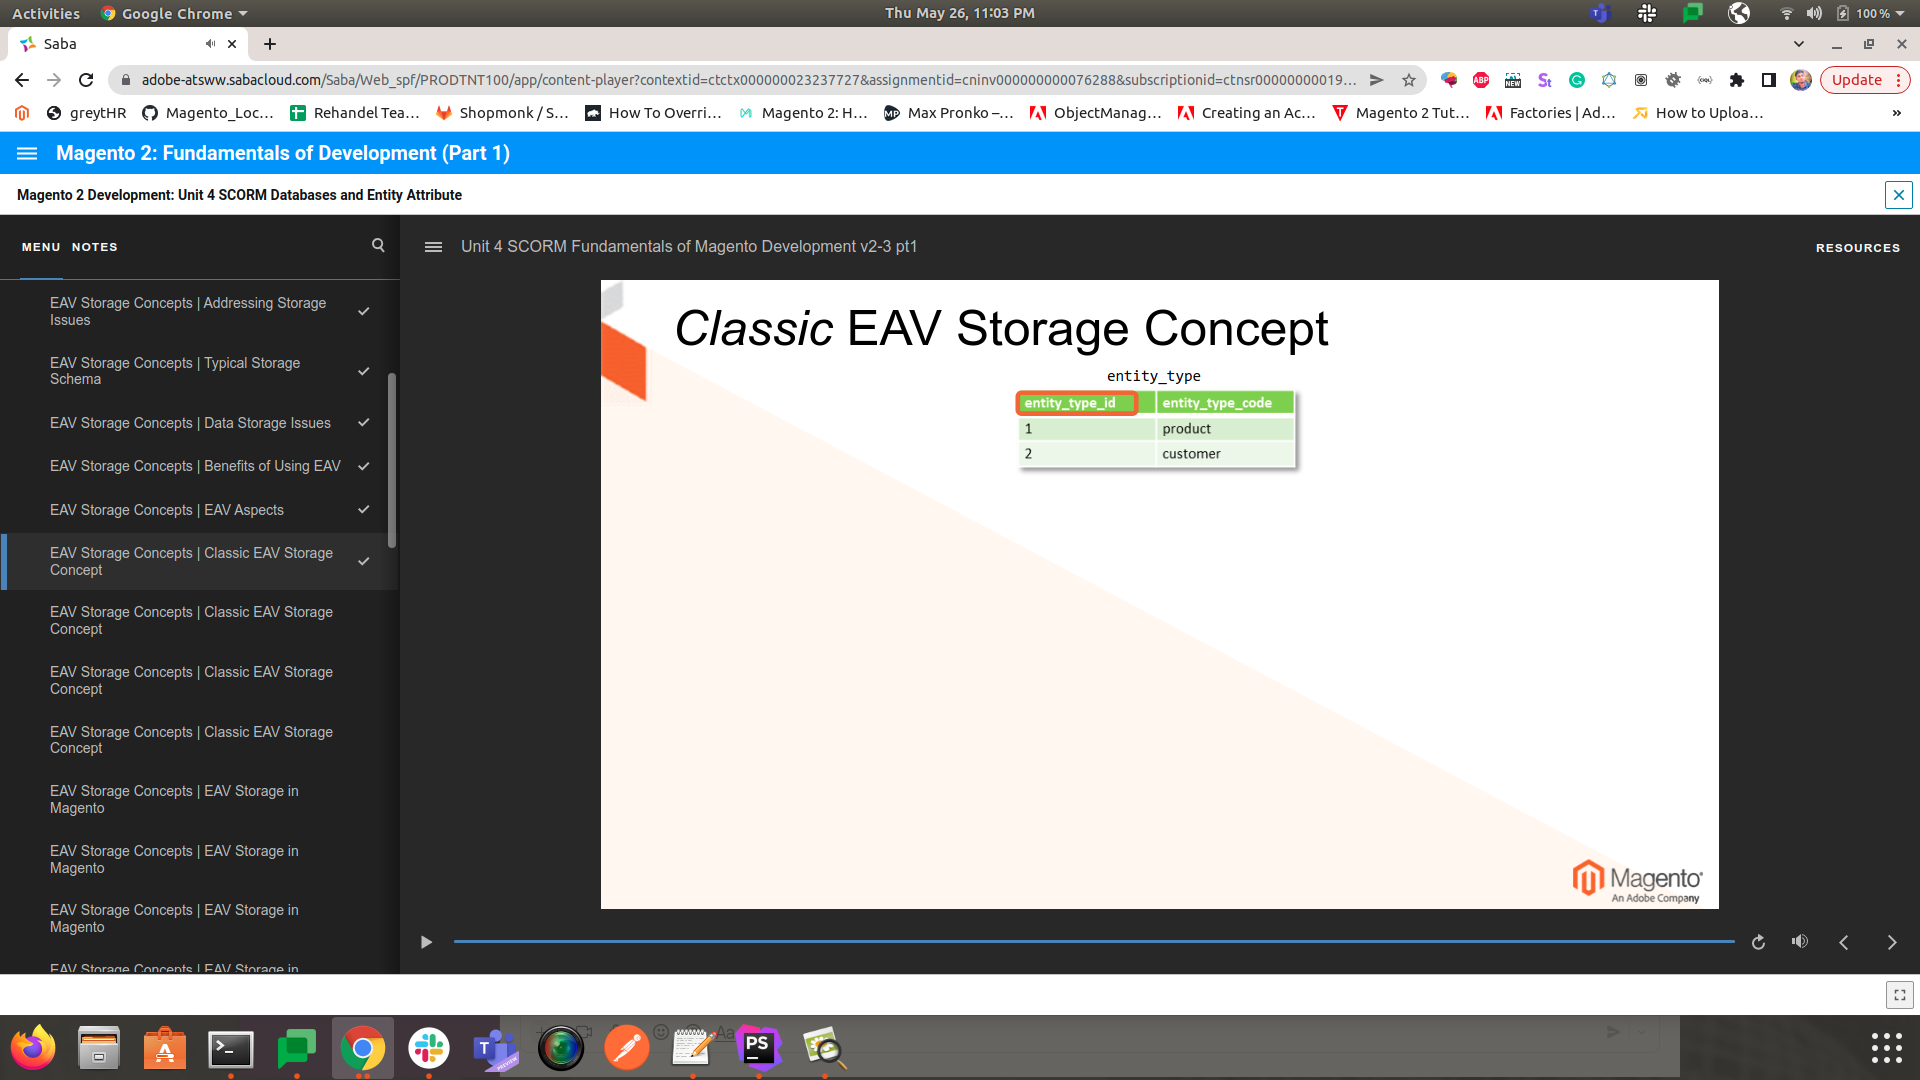 Activities
Google Chrome
Thu May 26, 11:03 PM
100 %
Saba
adobe-atsww.sabacloud.com/Saba/Web_spf/PRODTNT100/app/content-player?contextid=ctctx000000023237727&assignmentid=cninv000000000076288&subscriptionid=ctnsr00000000019...
ABP
NEW
St
Update
greytHR
Magento_Loc...
Rehandel Tea...
Shopmonk / S...
How To Overri...
Magento 2: H...
Max Pronko –...
ObjectManag...
Creating an Ac...
Magento 2 Tut...
Factories | Ad...
How to Uploa...
»
Magento 2: Fundamentals of Development (Part 1)
Magento 2 Development: Unit 4 SCORM Databases and Entity Attribute
MENU
NOTES
Unit 4 SCORM Fundamentals of Magento Development v2-3 pt1
RESOURCES
EAV Storage Concepts | Addressing Storage
Issues
EAV Storage Concepts | Typical Storage
Schema
EAV Storage Concepts | Data Storage Issues
EAV Storage Concepts | Benefits of Using EAV
EAV Storage Concepts | EAV Aspects
EAV Storage Concepts | Classic EAV Storage
Concept
EAV Storage Concepts | Classic EAV Storage
Concept
EAV Storage Concepts | Classic EAV Storage
Concept
EAV Storage Concepts | Classic EAV Storage
Concept
EAV Storage Concepts | EAV Storage in
Magento
EAV Storage Concepts | EAV Storage in
Magento
EAV Storage Concepts | EAV Storage in
Magento
EAV Storage Concepts | EAV Storage in
Classic EAV Storage Concept
entity_type
entity_type_id entity_type_code
1 product
2 customer
Magento
An Adobe Company
PS